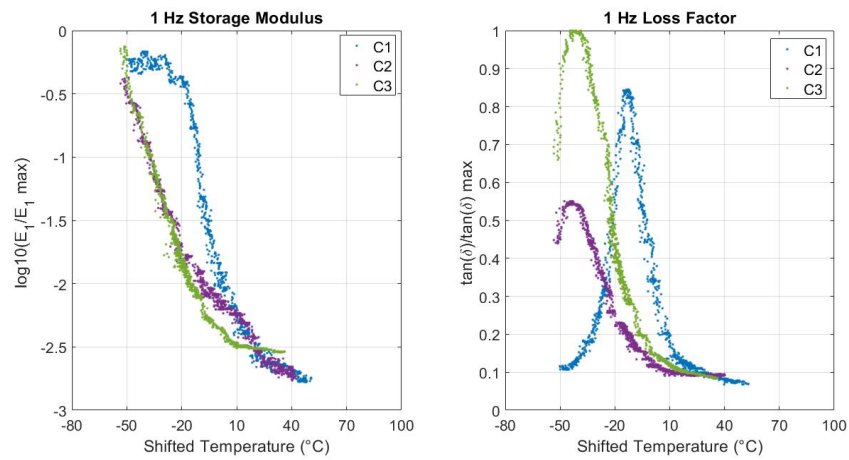 1 Hz Storage Modulus
0
-0.5
-1
-1.5
-2
-2.5
-3
log10(E₁/E₁ max)
-80
-50
-20
10
40
70
100
Shifted Temperature (°C)
C1
C2
C3
1 Hz Loss Factor
1
0.9
0.8
0.7
0.6
0.5
0.4
0.3
0.2
0.1
0
tan(δ)/tan(δ) max
-80
-50
-20
10
40
70
100
Shifted Temperature (°C)
C1
C2
C3